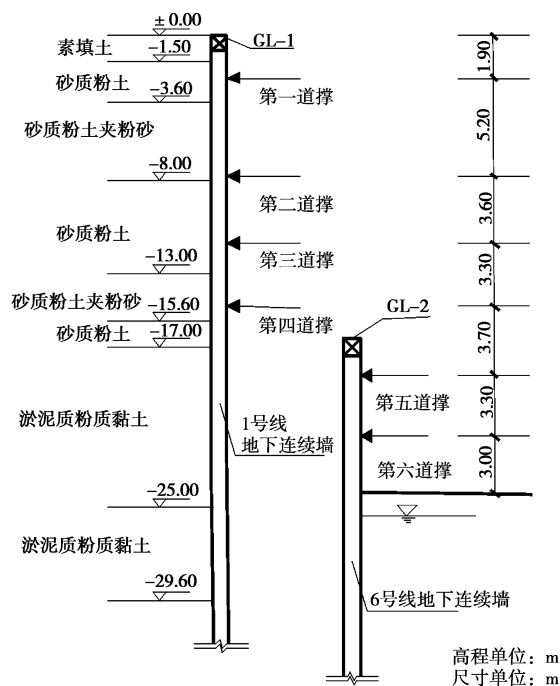 ±0.00
GL-1
素填土
-1.50
1.90
砂质粉土
-3.60
第一道撑
砂质粉土夹粉砂
5.20
-8.00
第二道撑
3.60
砂质粉土
-13.00
第三道撑
3.30
砂质粉土夹粉砂
-15.60
第四道撑
GL-2
砂质粉土
-17.00
3.70
第五道撑
3.30
淤泥质粉质黏土
1号线
地下连续墙
第六道撑
3.00
-25.00
淤泥质粉质黏土
-29.60
6号线地下连续墙
高程单位：m
尺寸单位：m